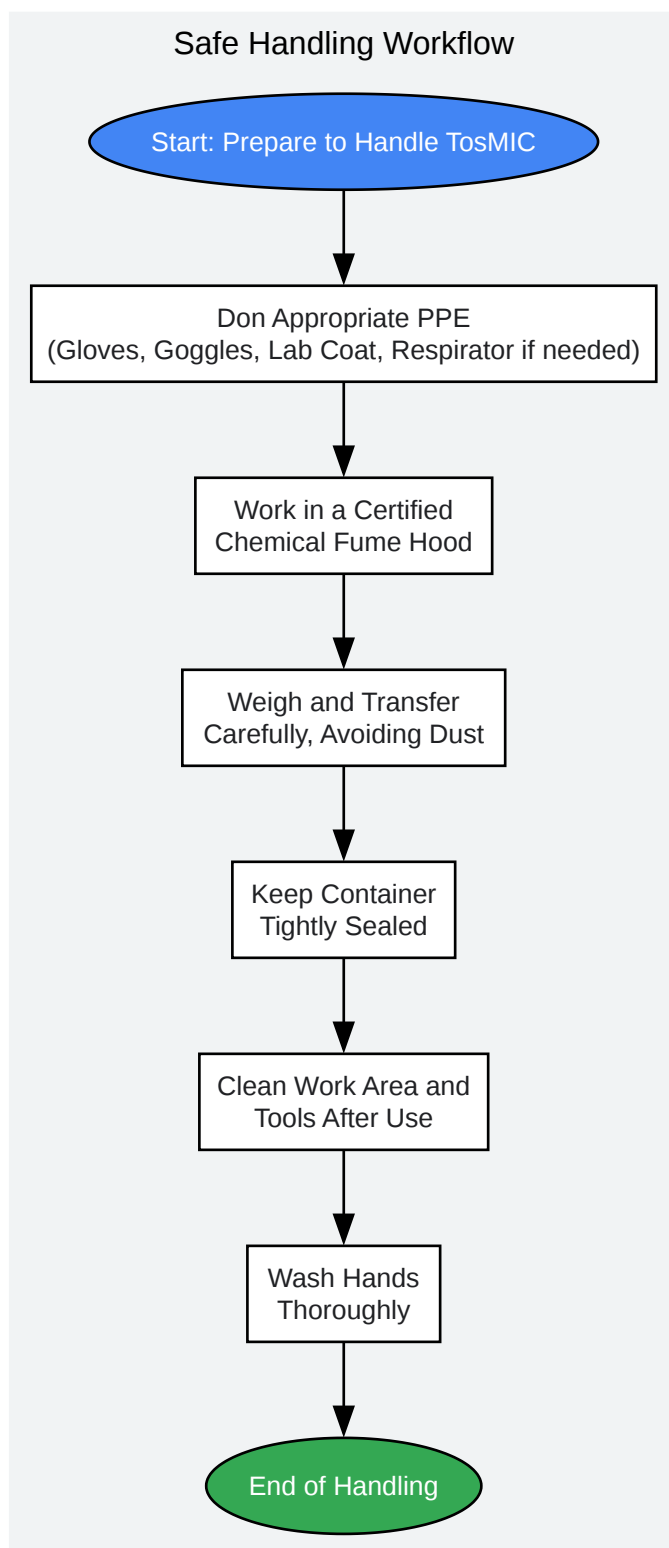 Safe Handling Workflow
Start: Prepare to Handle TosMIC
Don Appropriate PPE
(Gloves, Goggles, Lab Coat, Respirator if needed)
Work in a Certified
Chemical Fume Hood
Weigh and Transfer
Carefully, Avoiding Dust
Keep Container
Tightly Sealed
Clean Work Area and
Tools After Use
Wash Hands
Thoroughly
End of Handling